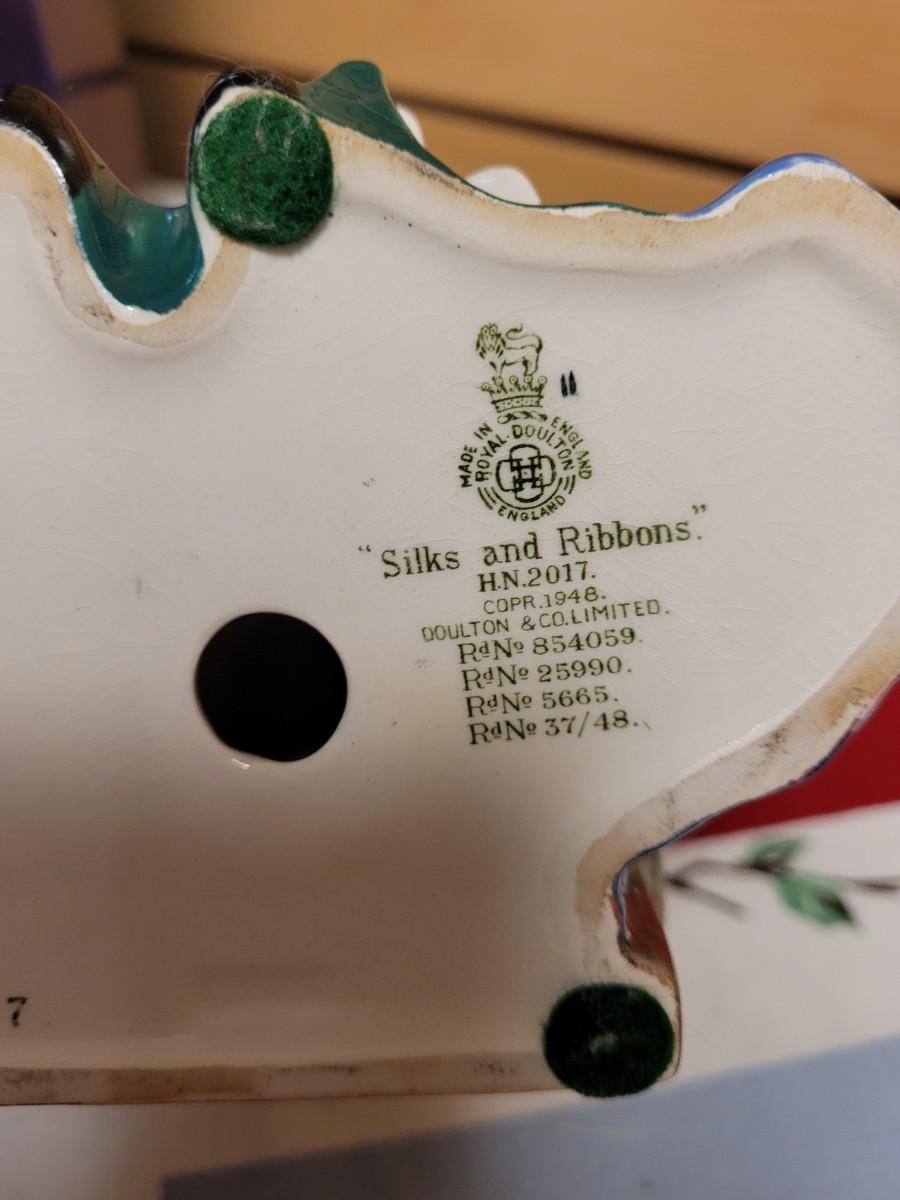 MADE IN ENGLAND
ROYAL·DOULTON
ENGLAND
"Silks and Ribbons."
H.N.2017.
COPR.1948.
DOULTON & CO.LIMITED.
RdNo 854059.
RdNo 25990.
RdNo 5665.
RdNo 37/48.
7